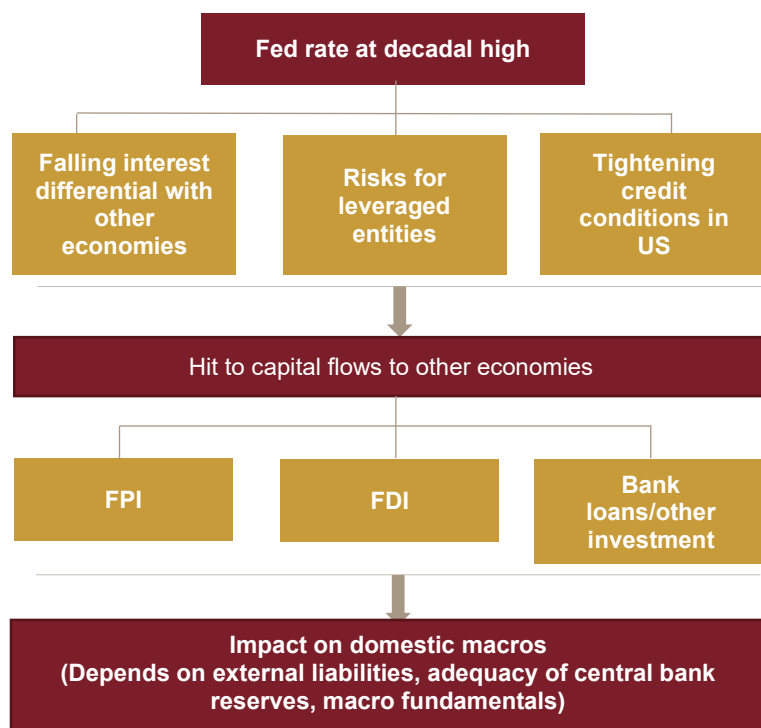 Fed rate at decadal high
Falling interest
differential with
other
economies
Risks for
leveraged
entities
Tightening
credit
conditions in
US
Hit to capital flows to other economies
FPI
FDI
Bank
loans/other
investment
Impact on domestic macros
(Depends on external liabilities, adequacy of central bank
reserves, macro fundamentals)